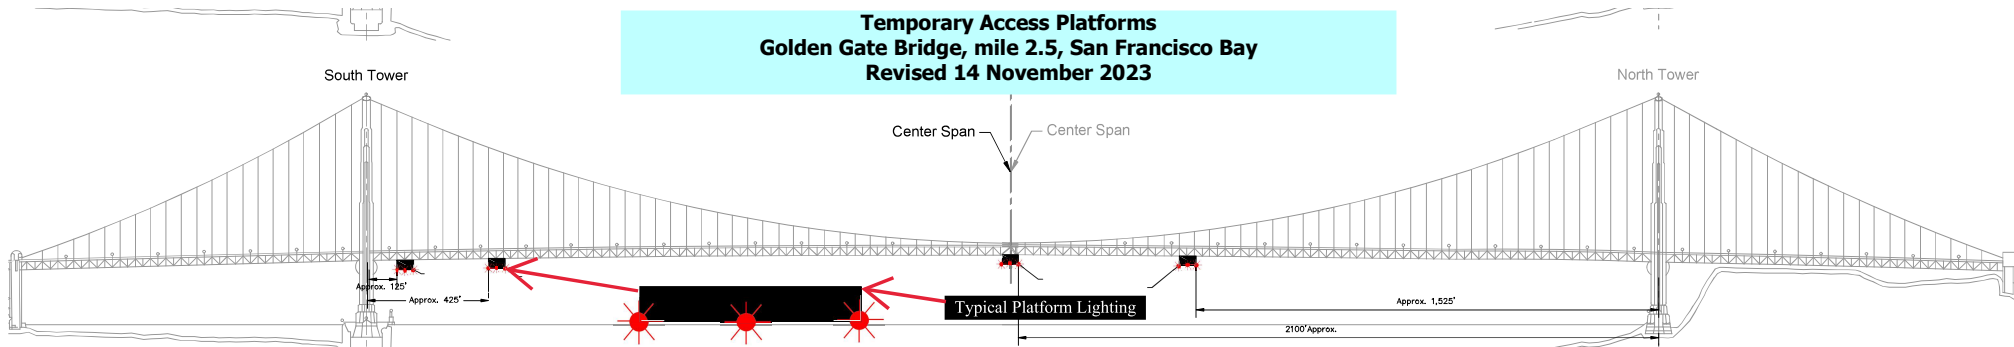 Temporary Access Platforms
Golden Gate Bridge, mile 2.5, San Francisco Bay
Revised 14 November 2023
South Tower
North Tower
Center Span
Center Span
Approx. 125'
Approx. 425'
Typical Platform Lighting
Approx. 1,525'
2100'Approx.